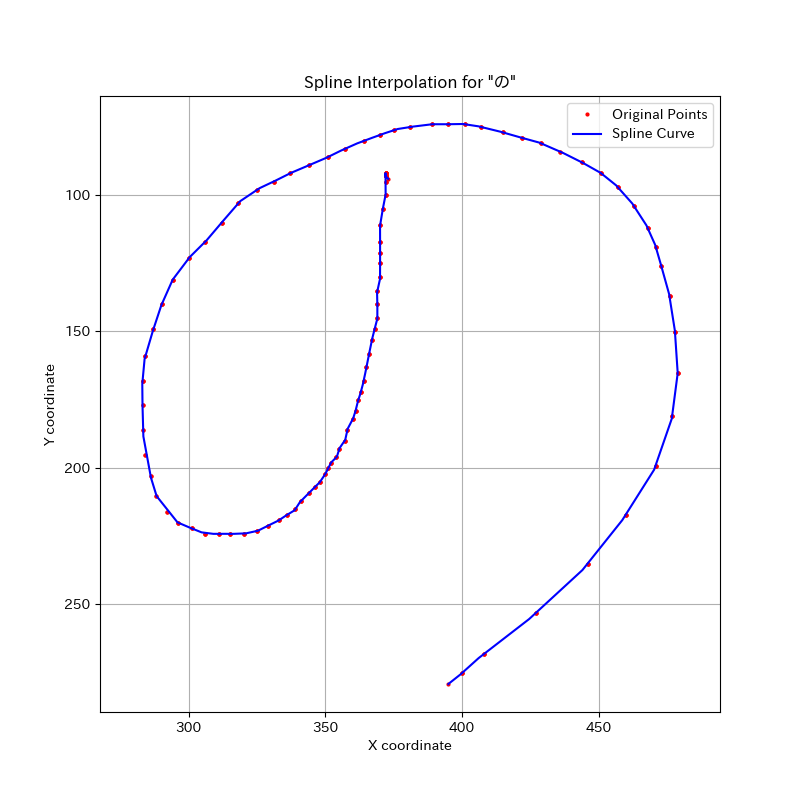 Spline Interpolation for "の"
Original Points
Spline Curve
100
150
200
250
Y coordinate
300
350
400
450
X coordinate